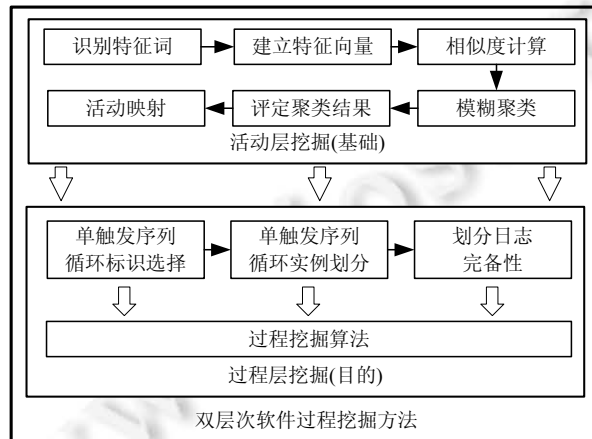 识别特征词
建立特征向量
相似度计算
活动映射
评定聚类结果
模糊聚类
活动层挖掘(基础)
单触发序列
循环标识选择
单触发序列
循环实例划分
划分日志
完备性
过程挖掘算法
过程层挖掘(目的)
双层次软件过程挖掘方法